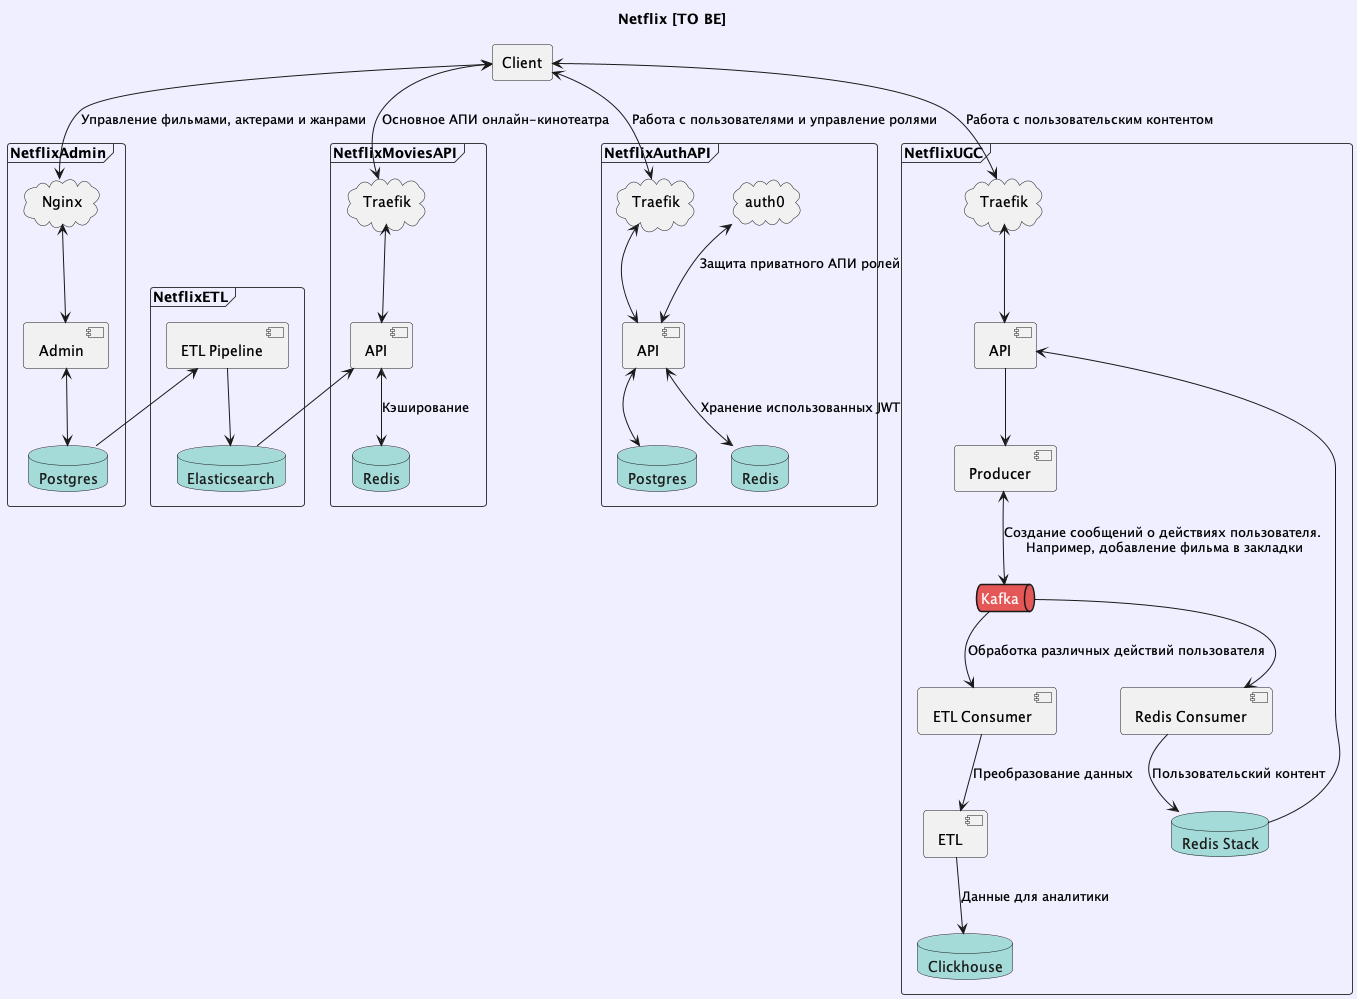 Netflix [TO BE]
Client
Управление фильмами, актерами и жанрами
Основное АПИ онлайн-кинотеатра
Работа с пользователями и управление ролями
Работа с пользовательским контентом
NetflixAdmin
NetflixMoviesAPI
NetflixAuthAPI
NetflixUGC
Nginx
Traefik
Traefik
auth0
Traefik
Защита приватного АПИ ролей
NetflixETL
Admin
ETL Pipeline
API
API
API
Кэширование
Хранение использованных JWT
Postgres
Elasticsearch
Redis
Postgres
Redis
Producer
Создание сообщений о действиях пользователя.
Например, добавление фильма в закладки
Kafka
Обработка различных действий пользователя
ETL Consumer
Redis Consumer
Преобразование данных
Пользовательский контент
ETL
Redis Stack
Данные для аналитики
Clickhouse